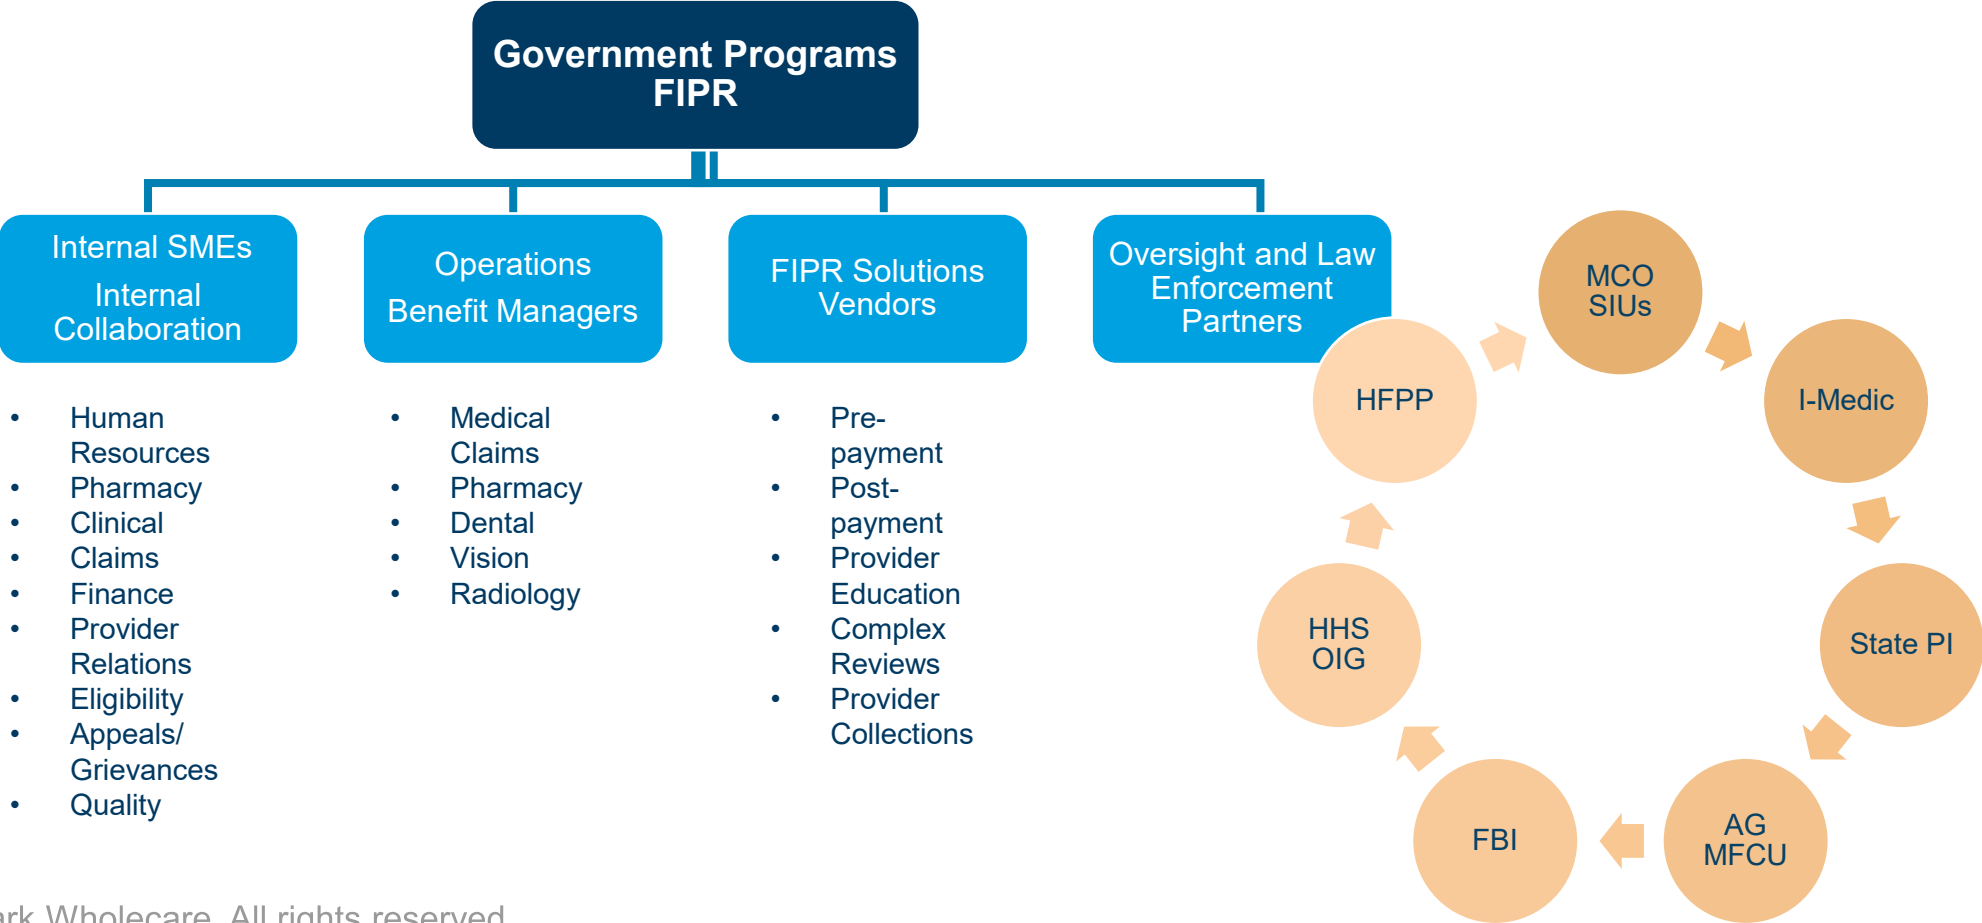 Government Programs
FIPR
Internal SMEs
Internal
Collaboration
Operations
Benefit Managers
FIPR Solutions
Vendors
Oversight and Law
Enforcement
Partners
• Human
Resources
• Pharmacy
• Clinical
• Claims
• Finance
• Provider
Relations
• Eligibility
• Appeals/
Grievances
• Quality
• Medical
Claims
• Pharmacy
• Dental
• Vision
• Radiology
• Pre-
payment
• Post-
payment
• Provider
Education
• Complex
Reviews
• Provider
Collections
MCO
SIUs
I-Medic
State PI
AG
MFCU
FBI
HHS
OIG
HFPP
Wholecare. All rights reserved